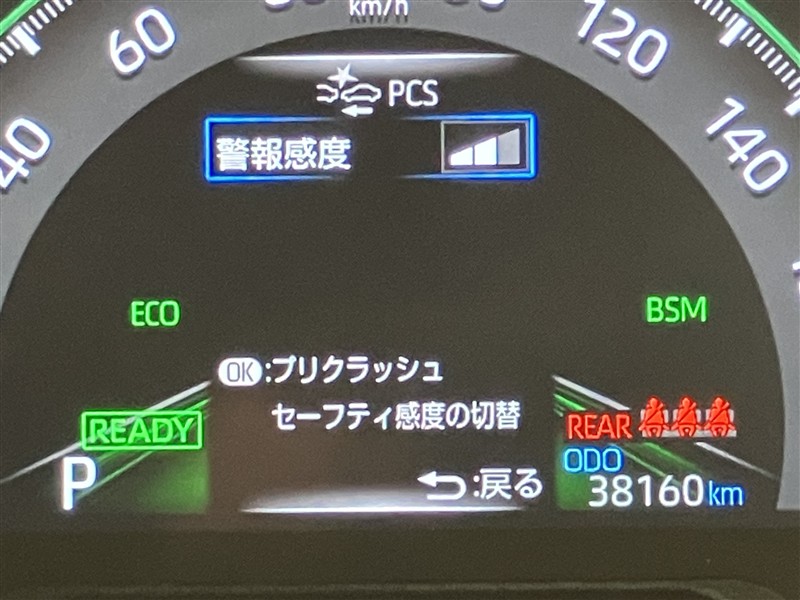 km/h
60
120
40
140
PCS
警報感度
ECO
BSM
OK:プリクラッシュ
セーフティ感度の切替
READY
REAR
P
ODO
:戻る
38160km